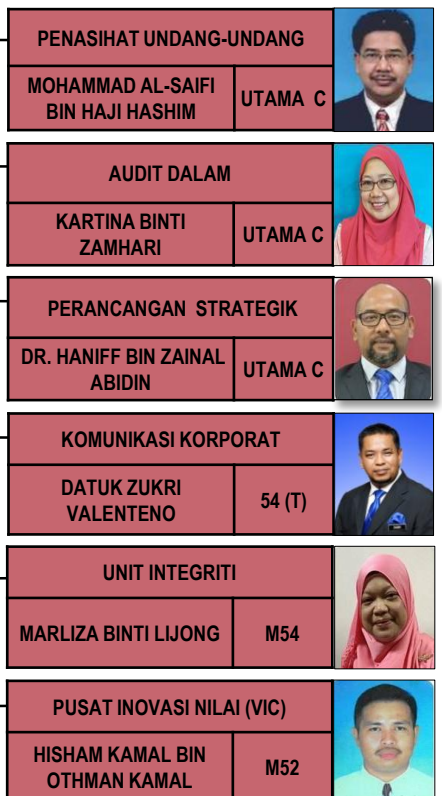 PENASIHAT UNDANG-UNDANG
MOHAMMAD AL-SAIFI
BIN HAJI HASHIM
UTAMA C
AUDIT DALAM
KARTINA BINTI
ZAMHARI
UTAMA C
PERANCANGAN STRATEGIK
DR. HANIFF BIN ZAINAL
ABIDIN
UTAMA C
KOMUNIKASI KORPORAT
DATUK ZUKRI
VALENTENO
54 (T)
UNIT INTEGRITI
MARLIZA BINTI LIJONG
M54
PUSAT INOVASI NILAI (VIC)
HISHAM KAMAL BIN
OTHMAN KAMAL
M52